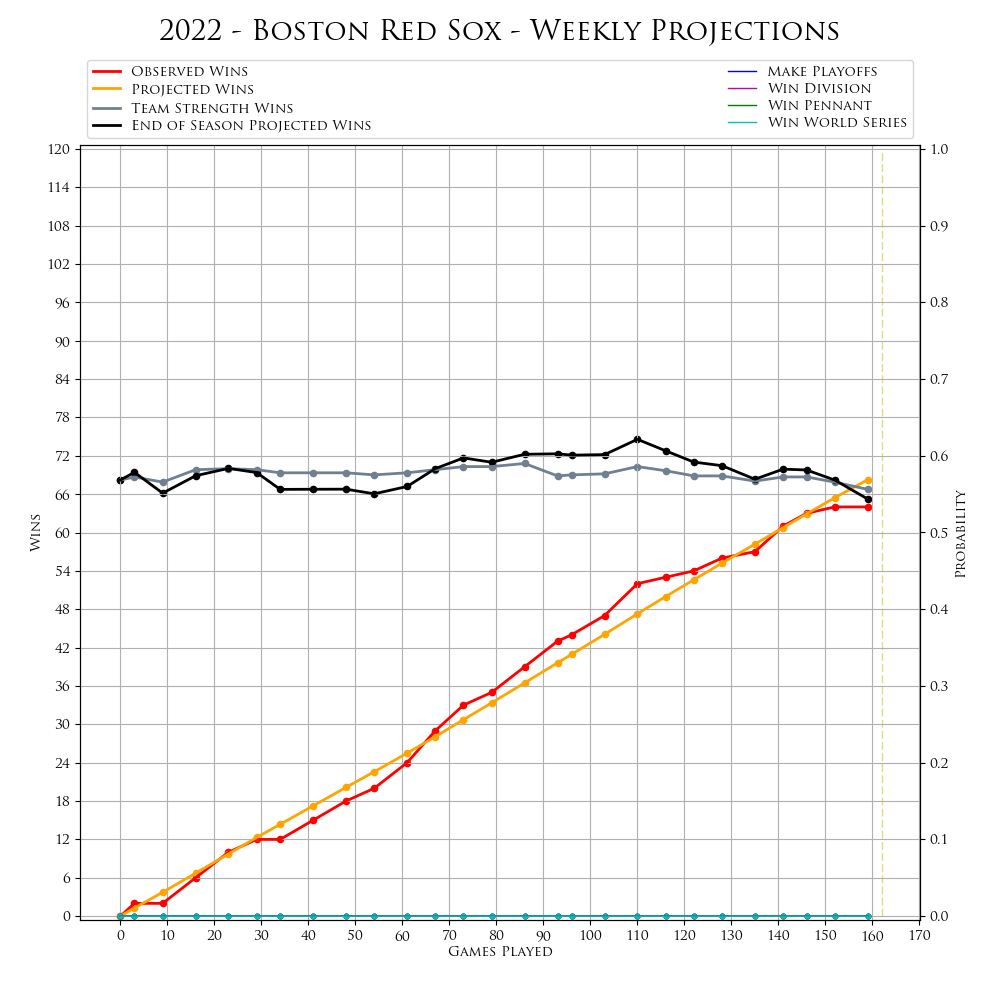 2022 - Boston Red Sox - Weekly Projections
Observed Wins
Projected Wins
Team Strength Wins
End of Season Projected Wins
Make Playoffs
Win Division
Win Pennant
Win World Series
120
114
108
102
96
90
84
78
72
66
60
54
48
42
36
30
24
18
12
6
0
Wins
1.0
0.9
0.8
0.7
0.6
0.5
0.4
0.3
0.2
0.1
0.0
Probability
0 10 20 30 40 50 60 70 80 90 100 110 120 130 140 150 160 170
Games Played